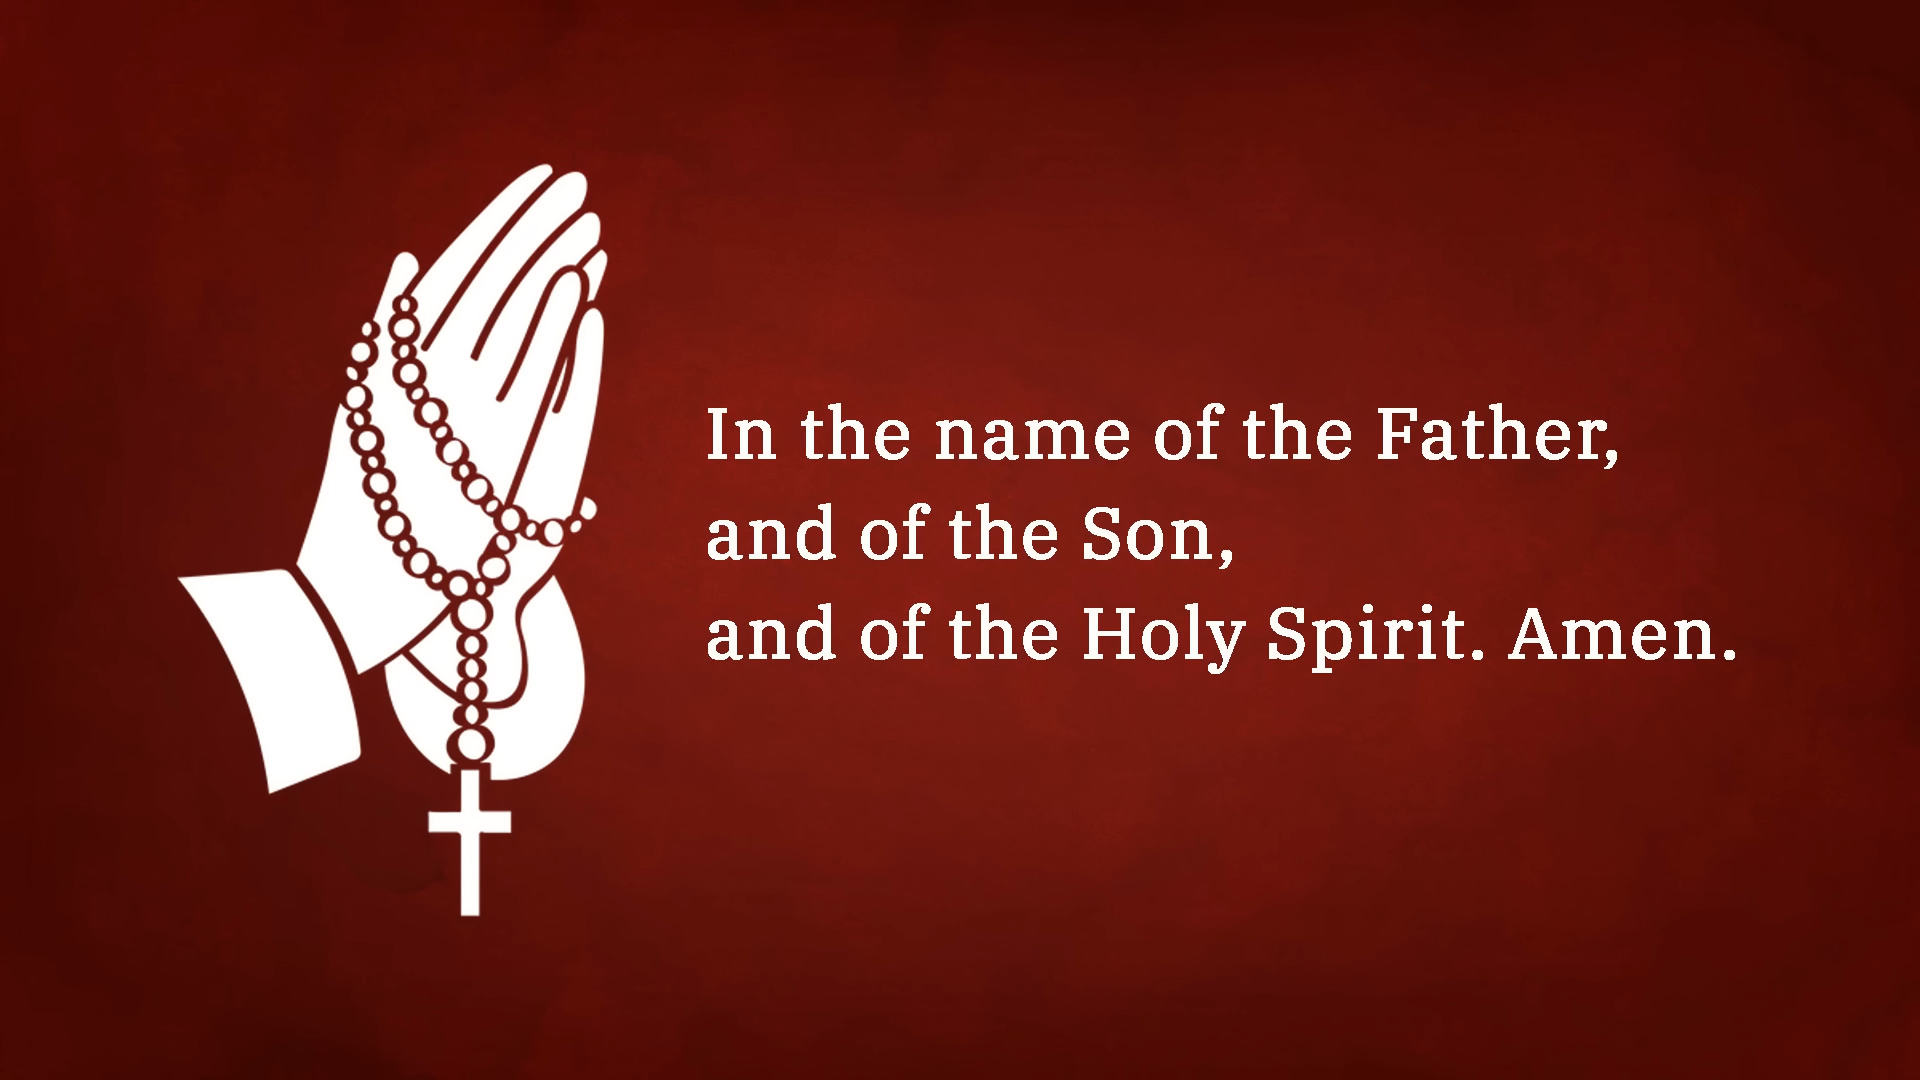 In the name of the Father,
and of the Son,
and of the Holy Spirit. Amen.